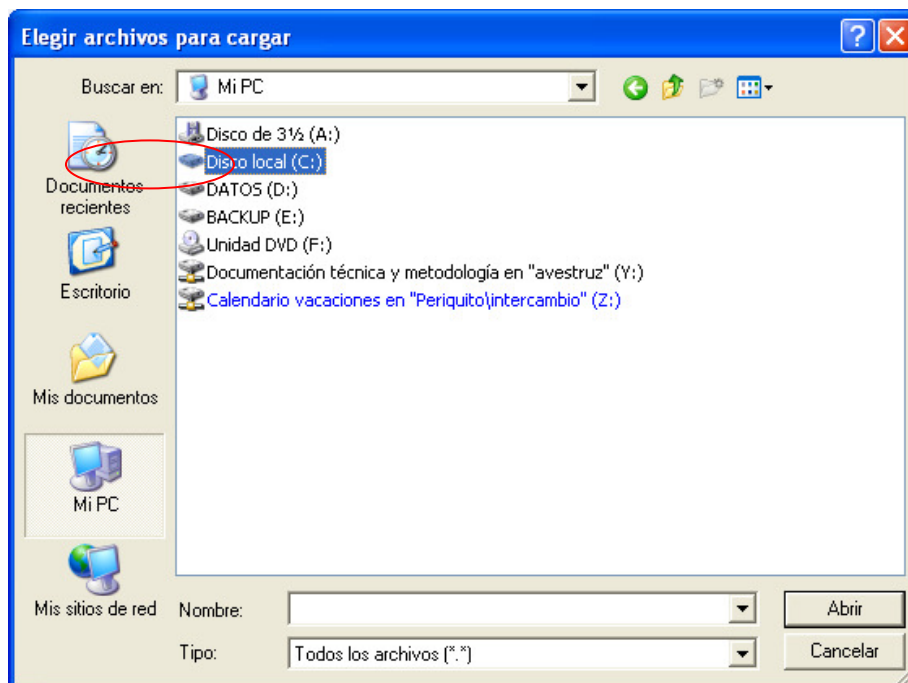 Elegir archivos para cargar
Buscar en:
Mi PC
Disco de 3½ (A:)
Disco local (C:)
DATOS (D:)
BACKUP (E:)
Unidad DVD (F:)
Documentación técnica y metodología en "avestruz" (Y:)
Calendario vacaciones en "Periquito\intercambio" (Z:)
Documentos
recientes
Escritorio
Mis documentos
Mi PC
Mis sitios de red
Nombre:
Abrir
Tipo:
Todos los archivos (*.*)
Cancelar